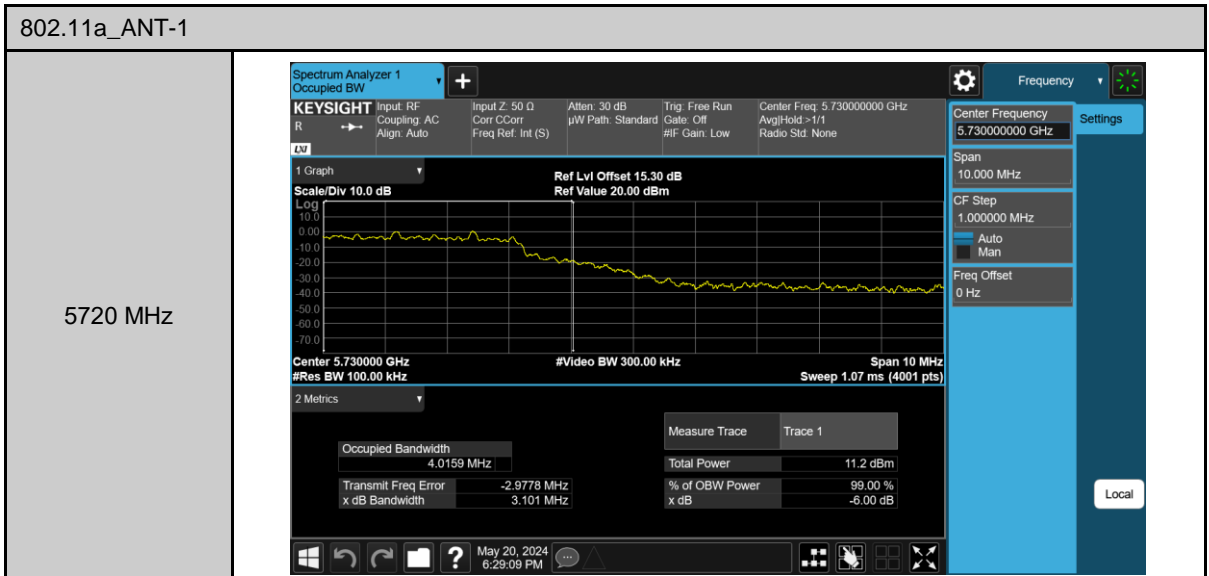 802.11a_ANT-1
5720 MHz
Spectrum Analyzer 1
Occupied BW
+
Frequency
KEYSIGHT
R
LXI
Input: RF
Coupling: AC
Align: Auto
Input Z: 50 Ω
Corr CCorr
Freq Ref: Int (S)
Atten: 30 dB
µW Path: Standard
Trig: Free Run
Gate: Off
#IF Gain: Low
Center Freq: 5.730000000 GHz
Avg|Hold:>1/1
Radio Std: None
Center Frequency
5.730000000 GHz
Settings
Span
10.000 MHz
CF Step
1.000000 MHz
Auto
Man
Freq Offset
0 Hz
Local
1 Graph
Scale/Div 10.0 dB
Ref Lvl Offset 15.30 dB
Ref Value 20.00 dBm
Log
10.0
0.00
-10.0
-20.0
-30.0
-40.0
-50.0
-60.0
-70.0
Center 5.730000 GHz
#Video BW 300.00 kHz
Span 10 MHz
#Res BW 100.00 kHz
Sweep 1.07 ms (4001 pts)
2 Metrics
Measure Trace Trace 1
Occupied Bandwidth
4.0159 MHz
Total Power 11.2 dBm
Transmit Freq Error -2.9778 MHz
% of OBW Power 99.00 %
x dB Bandwidth 3.101 MHz
x dB -6.00 dB
?
May 20, 2024
6:29:09 PM